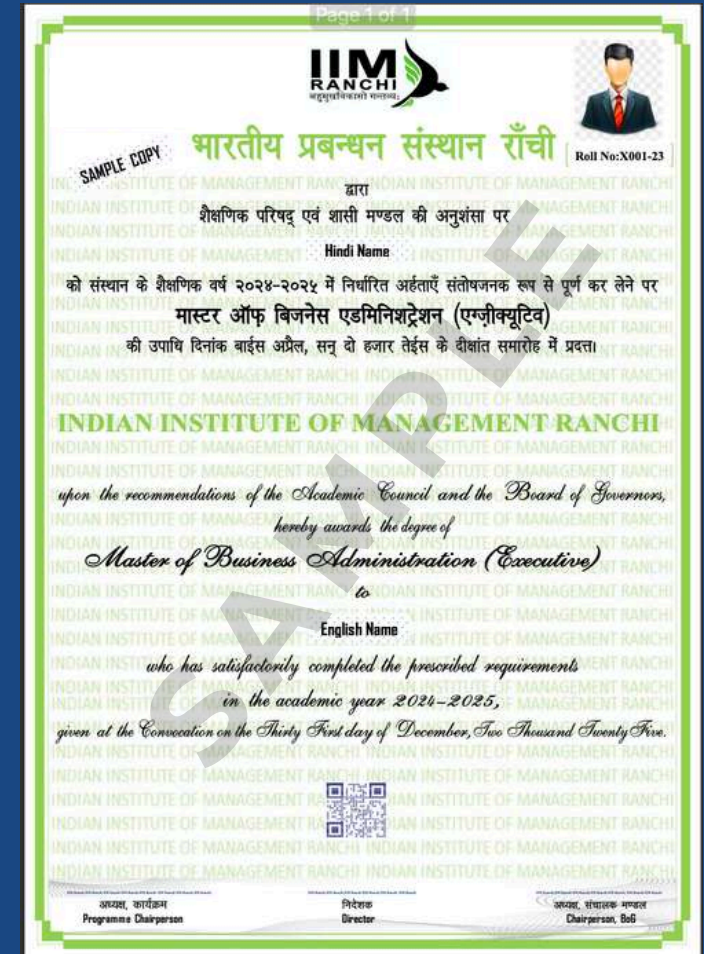 Page 1 of 1
IIM
RANCHI
SAMPLE COPY
भारतीय प्रबन्धन संस्थान राँची
Roll No:X001-23
द्वारा
शैक्षणिक परिषद् एवं शासी मण्डल की अनुशंसा पर
Hindi Name
को संस्थान के शैक्षणिक वर्ष २०२४-२०२५ में निर्धारित अर्हताएँ संतोषजनक रूप से पूर्ण कर लेने पर
मास्टर ऑफ़ बिजनेस एडमिनिशट्रेशन (एग्ज़ीक्यूटिव)
की उपाधि दिनांक बाईस अप्रैल, सन् दो हजार तेईस के दीक्षांत समारोह में प्रदत्त।
INDIAN INSTITUTE OF MANAGEMENT RANCHI
upon the recommendations of the Academic Council and the Board of Governors,
hereby awards the degree of
Master of Business Administration (Executive)
to
English Name
who has satisfactorily completed the prescribed requirements
in the academic year 2024-2025,
given at the Convocation on the Thirty First day of December, Two Thousand Twenty Five.
SAMPLE
अध्यक्ष, कार्यक्रम
Programme Chairperson
निदेशक
Director
अध्यक्ष, संचालक मण्डल
Chairperson, BoG